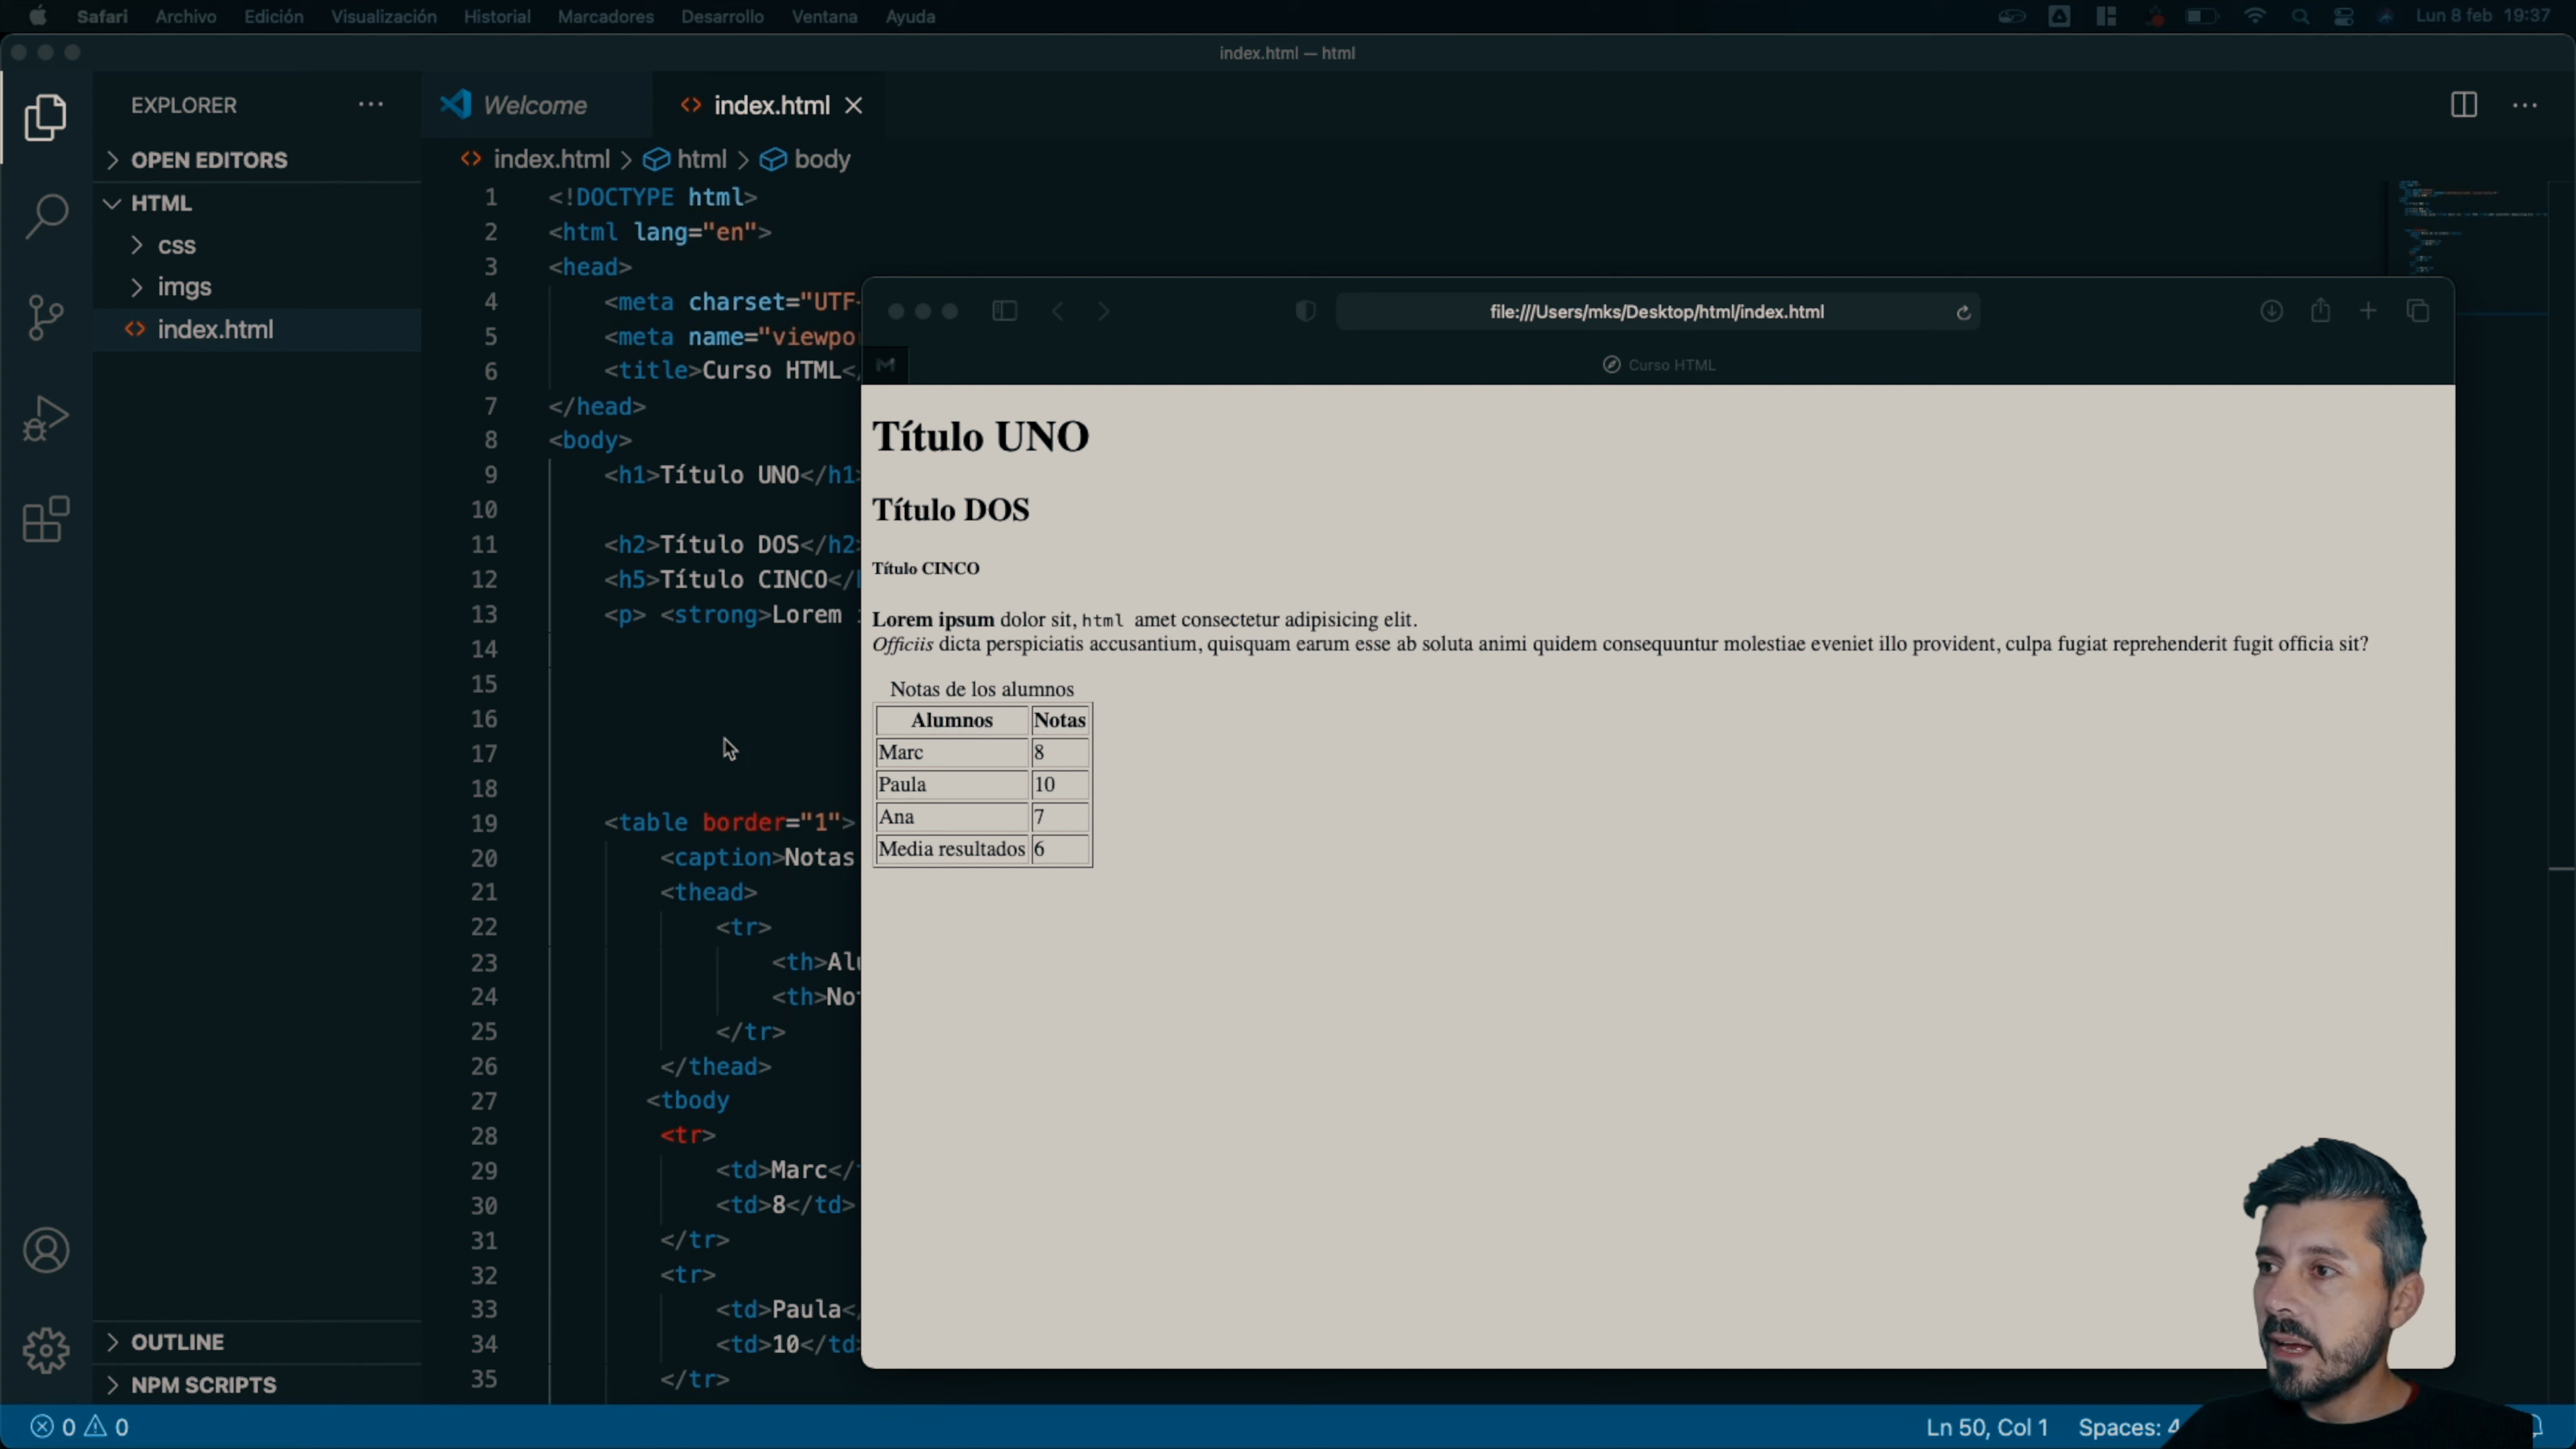 Safari Archivo Edición Visualización Historial Marcadores Desarrollo Ventana Ayuda Lun 8 feb 19:37
index.html — html
EXPLORER
OPEN EDITORS
HTML
css
imgs
index.html
OUTLINE
NPM SCRIPTS
Welcome index.html
index.html > html > body
1 <!DOCTYPE html>
2 <html lang="en">
3 <head>
4 <meta charset="UTF-
5 <meta name="viewpo
6 <title>Curso HTML<
7 </head>
8 <body>
9 <h1>Título UNO</h1>
10
11 <h2>Título DOS</h2>
12 <h5>Título CINCO</
13 <p> <strong>Lorem
14
15
16
17
18
19 <table border="1">
20 <caption>Notas
21 <thead>
22 <tr>
23 <th>Alu
24 <th>No
25 </tr>
26 </thead>
27 <tbody
28 <tr>
29 <td>Marc</
30 <td>8</td>
31 </tr>
32 <tr>
33 <td>Paula<
34 <td>10</td>
35 </tr>
file:///Users/mks/Desktop/html/index.html
Curso HTML
Título UNO
Título DOS
Título CINCO
Lorem ipsum dolor sit, html amet consectetur adipisicing elit.
Officiis dicta perspiciatis accusantium, quisquam earum esse ab soluta animi quidem consequuntur molestiae eveniet illo provident, culpa fugiat reprehenderit fugit officia sit?
Notas de los alumnos
Alumnos Notas
Marc 8
Paula 10
Ana 7
Media resultados 6
0 0 Ln 50, Col 1 Spaces: 4